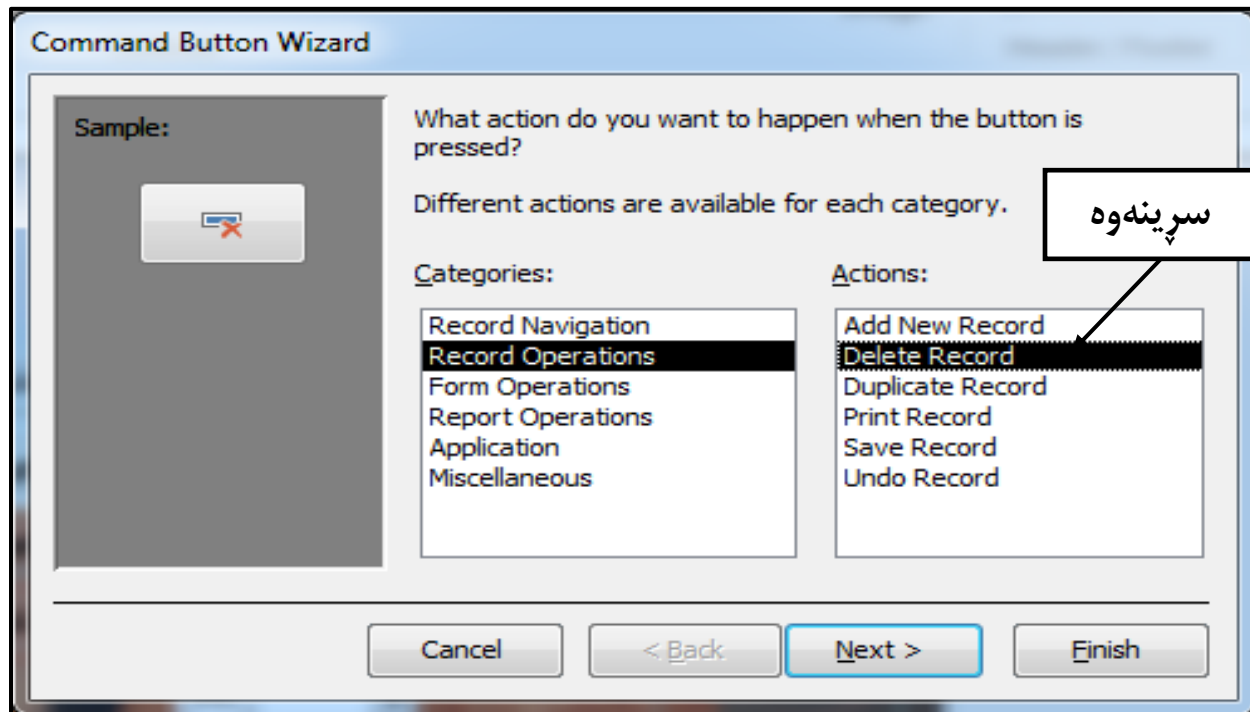 Command Button Wizard
Sample:
What action do you want to happen when the button is
pressed?
Different actions are available for each category.
سڕینەوە
Categories:
Record Navigation
Record Operations
Form Operations
Report Operations
Application
Miscellaneous
Actions:
Add New Record
Delete Record
Duplicate Record
Print Record
Save Record
Undo Record
Cancel
< Back
Next >
Finish